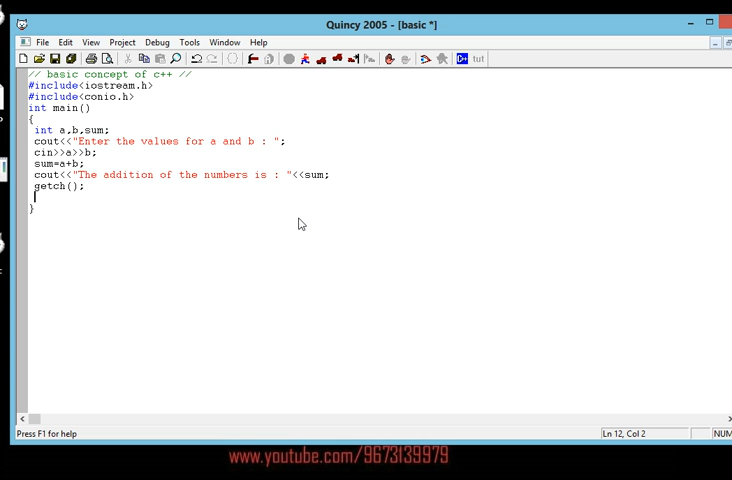 Quincy 2005 - [basic *]
File Edit View Project Debug Tools Window Help
C++ tut
// basic concept of c++ //
#include<iostream.h>
#include<conio.h>
int main()
{
int a,b,sum;
cout<<"Enter the values for a and b : ";
cin>>a>>b;
sum=a+b;
cout<<"The addition of the numbers is : "<<sum;
getch();
}
Press F1 for help Ln 12, Col 2 NUM
www.youtube.com/9673139979